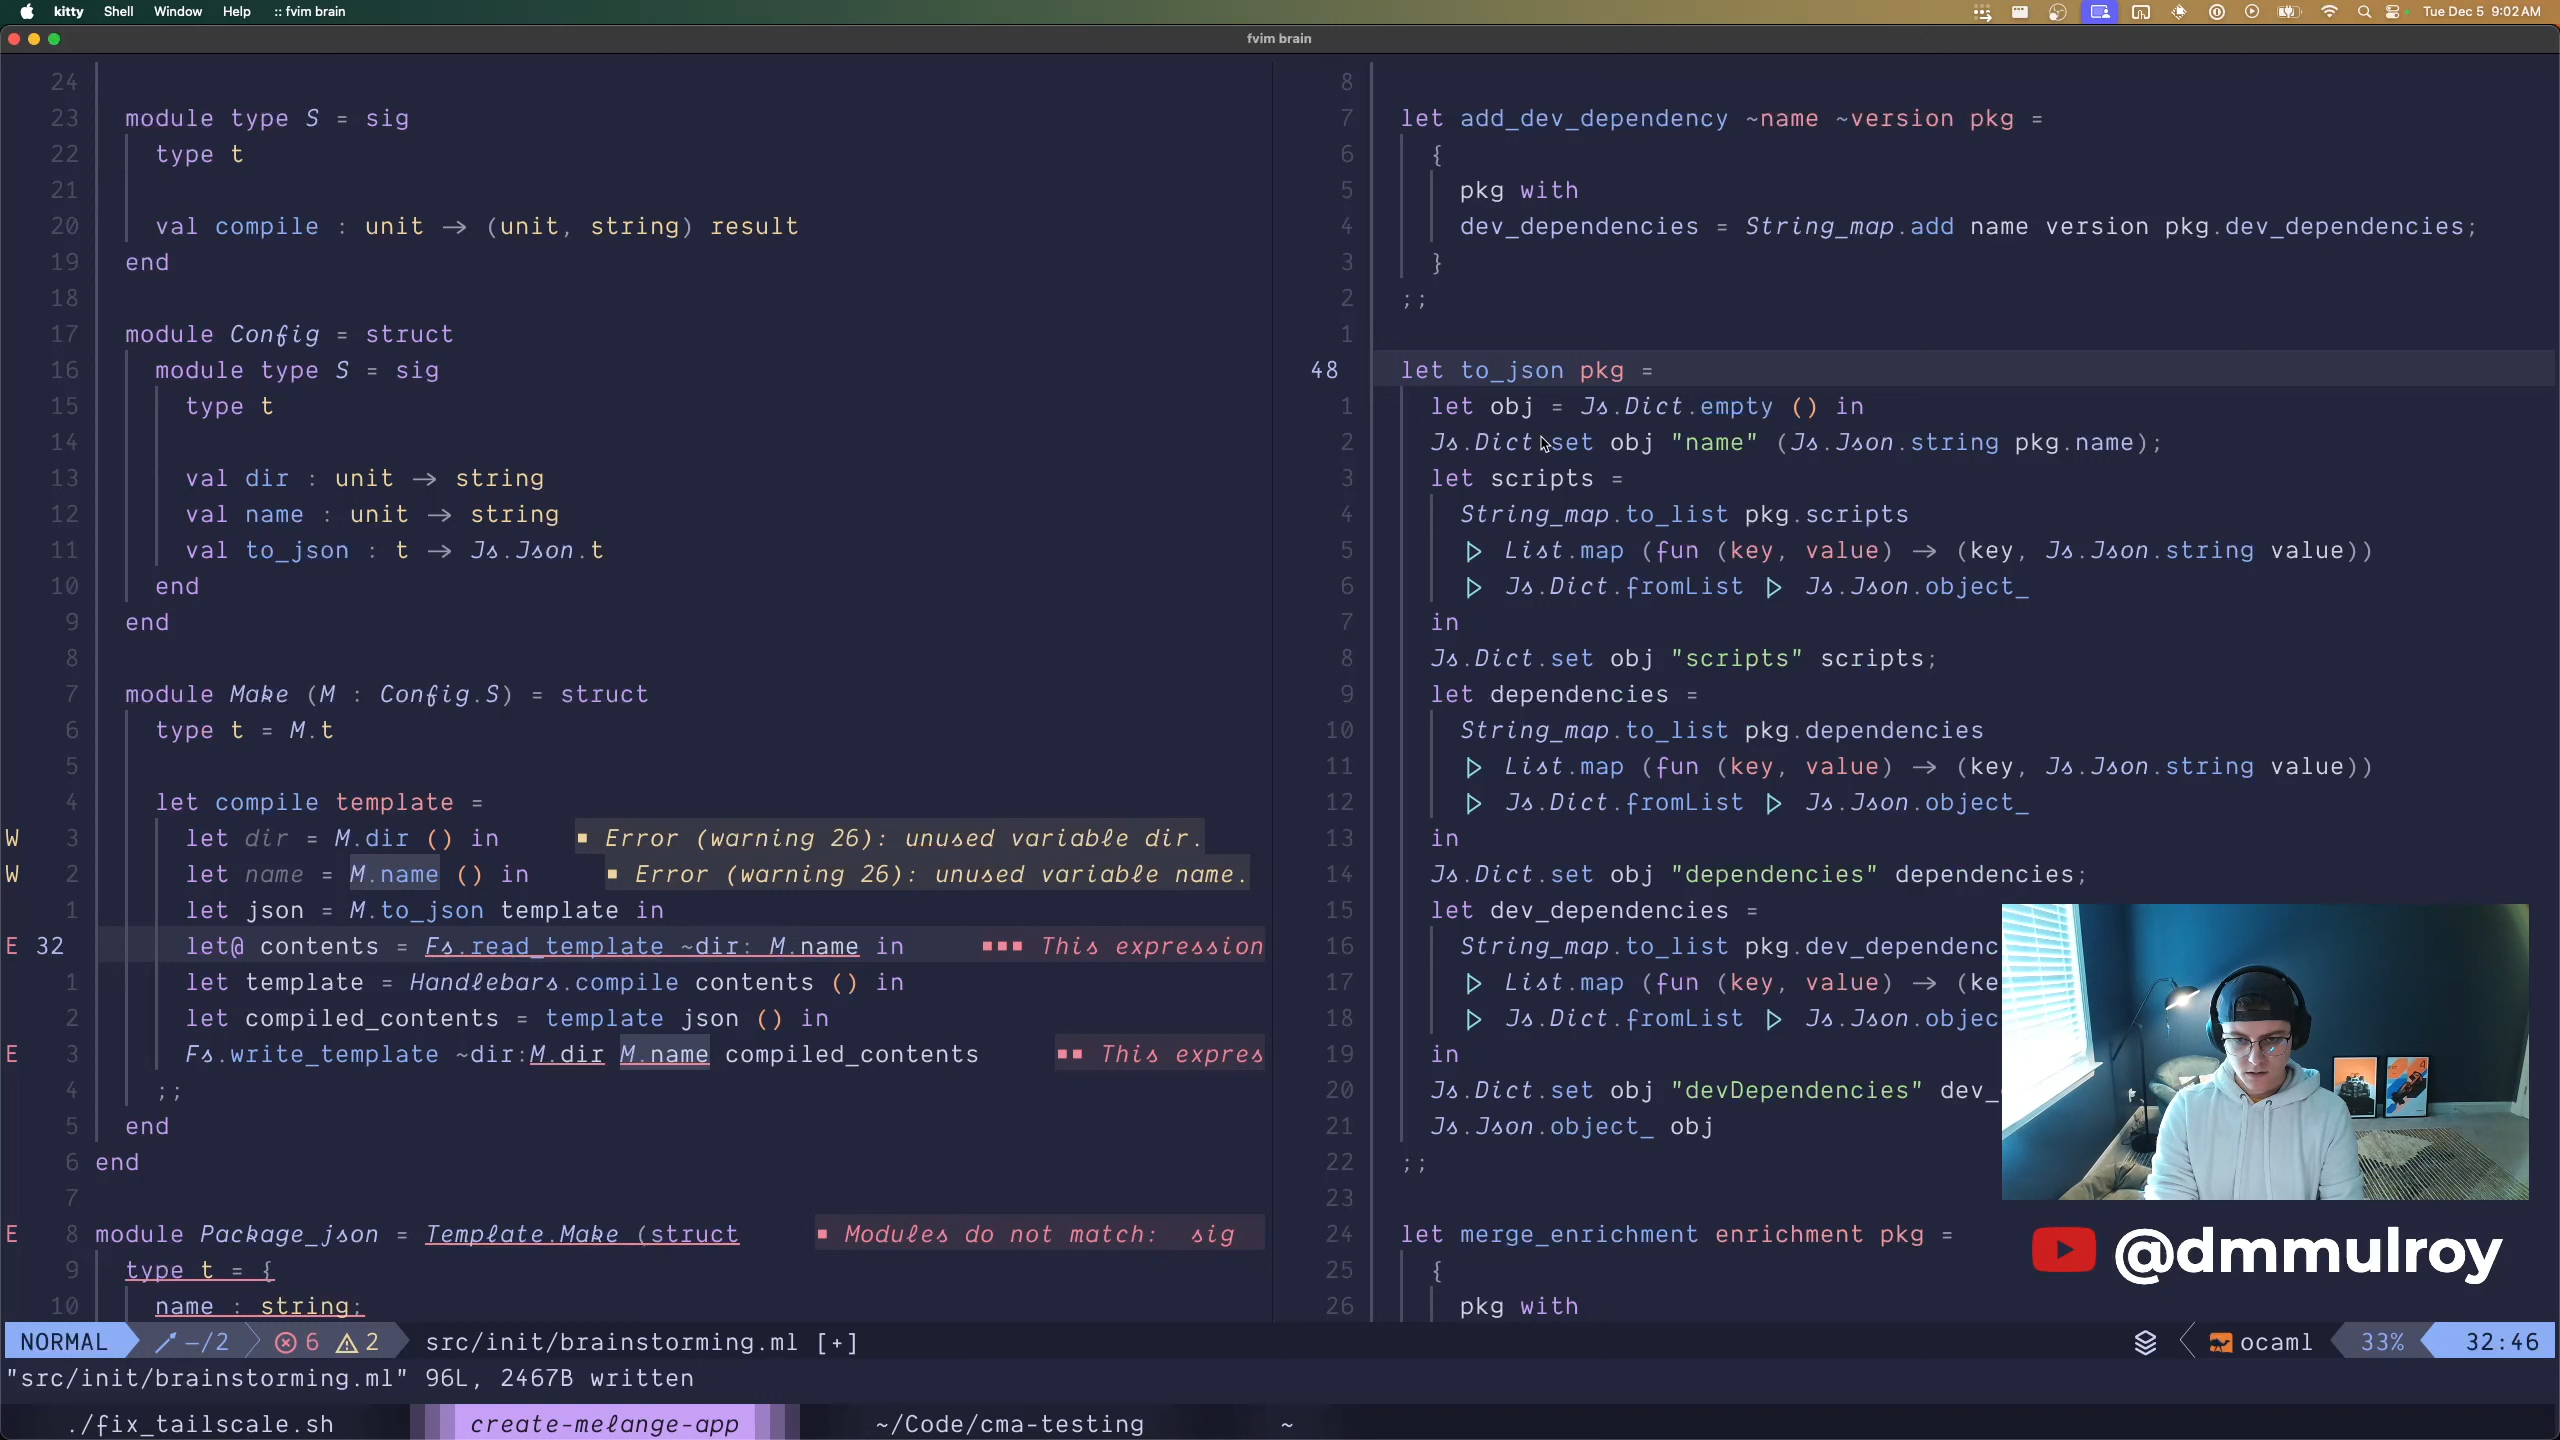 kitty Shell Window Help :: fvim brain
Tue Dec 5 9:02 AM
fvim brain
24
23 module type S = sig
22 type t
21
20 val compile : unit → (unit, string) result
19 end
18
17 module Config = struct
16 module type S = sig
15 type t
14
13 val dir : unit → string
12 val name : unit → string
11 val to_json : t → Js.Json.t
10 end
9 end
8
7 module Make (M : Config.S) = struct
6 type t = M.t
5
4 let compile template =
W 3 let dir = M.dir () in ■ Error (warning 26): unused variable dir.
W 2 let name = M.name () in ■ Error (warning 26): unused variable name.
1 let json = M.to_json template in
E 32 let@ contents = Fs.read_template ~dir: M.name in ■■■ This expression
1 let template = Handlebars.compile contents () in
2 let compiled_contents = template json () in
E 3 Fs.write_template ~dir:M.dir M.name compiled_contents ■■ This expres
4 ;;
5 end
6 end
7
E 8 module Package_json = Template.Make (struct ■ Modules do not match: sig
9 type t = {
10 name : string;
8
7 let add_dev_dependency ~name ~version pkg =
6 {
5 pkg with
4 dev_dependencies = String_map.add name version pkg.dev_dependencies;
3 }
2 ;;
1
48 let to_json pkg =
1 let obj = Js.Dict.empty () in
2 Js.Dict.set obj "name" (Js.Json.string pkg.name);
3 let scripts =
4 String_map.to_list pkg.scripts
5 ▷ List.map (fun (key, value) → (key, Js.Json.string value))
6 ▷ Js.Dict.fromList ▷ Js.Json.object_
7 in
8 Js.Dict.set obj "scripts" scripts;
9 let dependencies =
10 String_map.to_list pkg.dependencies
11 ▷ List.map (fun (key, value) → (key, Js.Json.string value))
12 ▷ Js.Dict.fromList ▷ Js.Json.object_
13 in
14 Js.Dict.set obj "dependencies" dependencies;
15 let dev_dependencies =
16 String_map.to_list pkg.dev_dependenc
17 ▷ List.map (fun (key, value) → (ke
18 ▷ Js.Dict.fromList ▷ Js.Json.objec
19 in
20 Js.Dict.set obj "devDependencies" dev_
21 Js.Json.object_ obj
22 ;;
23
24 let merge_enrichment enrichment pkg =
25 {
26 pkg with
@dmmulroy
NORMAL –/2 6 2 src/init/brainstorming.ml [+] ocaml 33% 32:46
"src/init/brainstorming.ml" 96L, 2467B written
./fix_tailscale.sh create-melange-app ~/Code/cma-testing ~